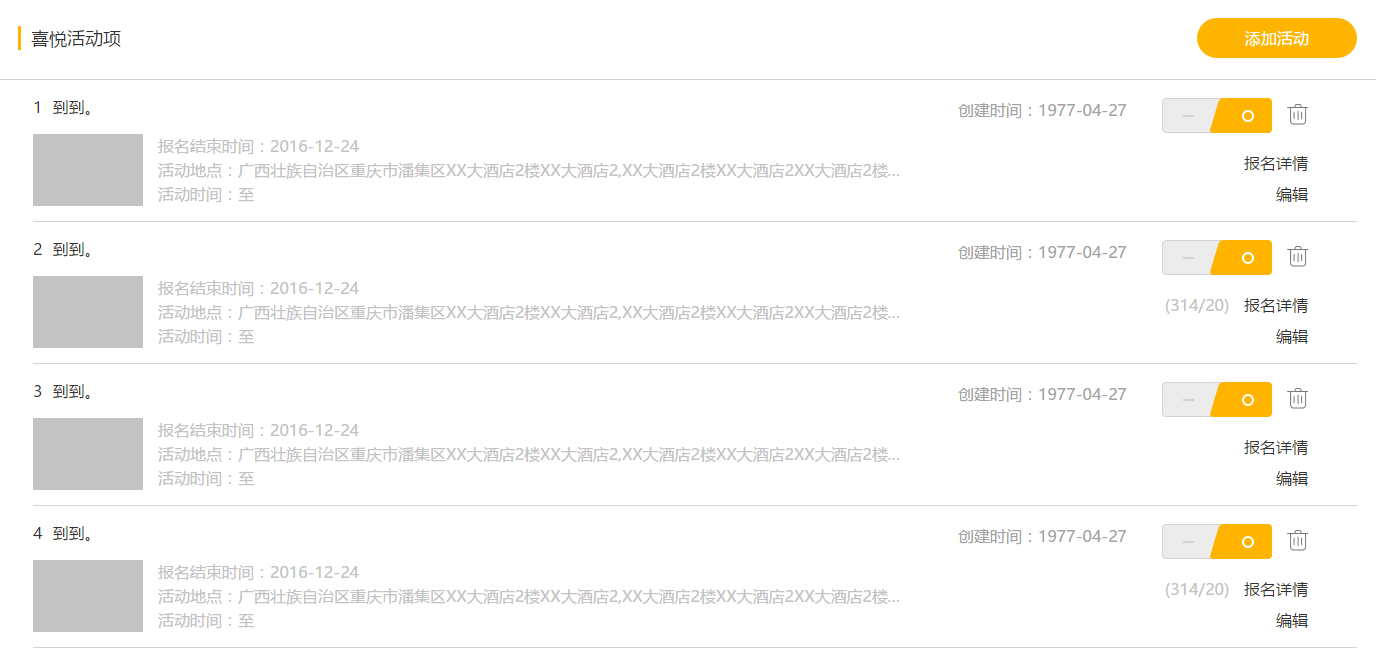 喜悦活动项
添加活动
1 到到。
创建时间：1977-04-27
报名结束时间：2016-12-24
活动地点：广西壮族自治区重庆市潘集区XX大酒店2楼XX大酒店2,XX大酒店2楼XX大酒店2XX大酒店2楼...
活动时间：至
报名详情
编辑
2 到到。
创建时间：1977-04-27
报名结束时间：2016-12-24
活动地点：广西壮族自治区重庆市潘集区XX大酒店2楼XX大酒店2,XX大酒店2楼XX大酒店2XX大酒店2楼...
活动时间：至
(314/20) 报名详情
编辑
3 到到。
创建时间：1977-04-27
报名结束时间：2016-12-24
活动地点：广西壮族自治区重庆市潘集区XX大酒店2楼XX大酒店2,XX大酒店2楼XX大酒店2XX大酒店2楼...
活动时间：至
报名详情
编辑
4 到到。
创建时间：1977-04-27
报名结束时间：2016-12-24
活动地点：广西壮族自治区重庆市潘集区XX大酒店2楼XX大酒店2,XX大酒店2楼XX大酒店2XX大酒店2楼...
活动时间：至
(314/20) 报名详情
编辑